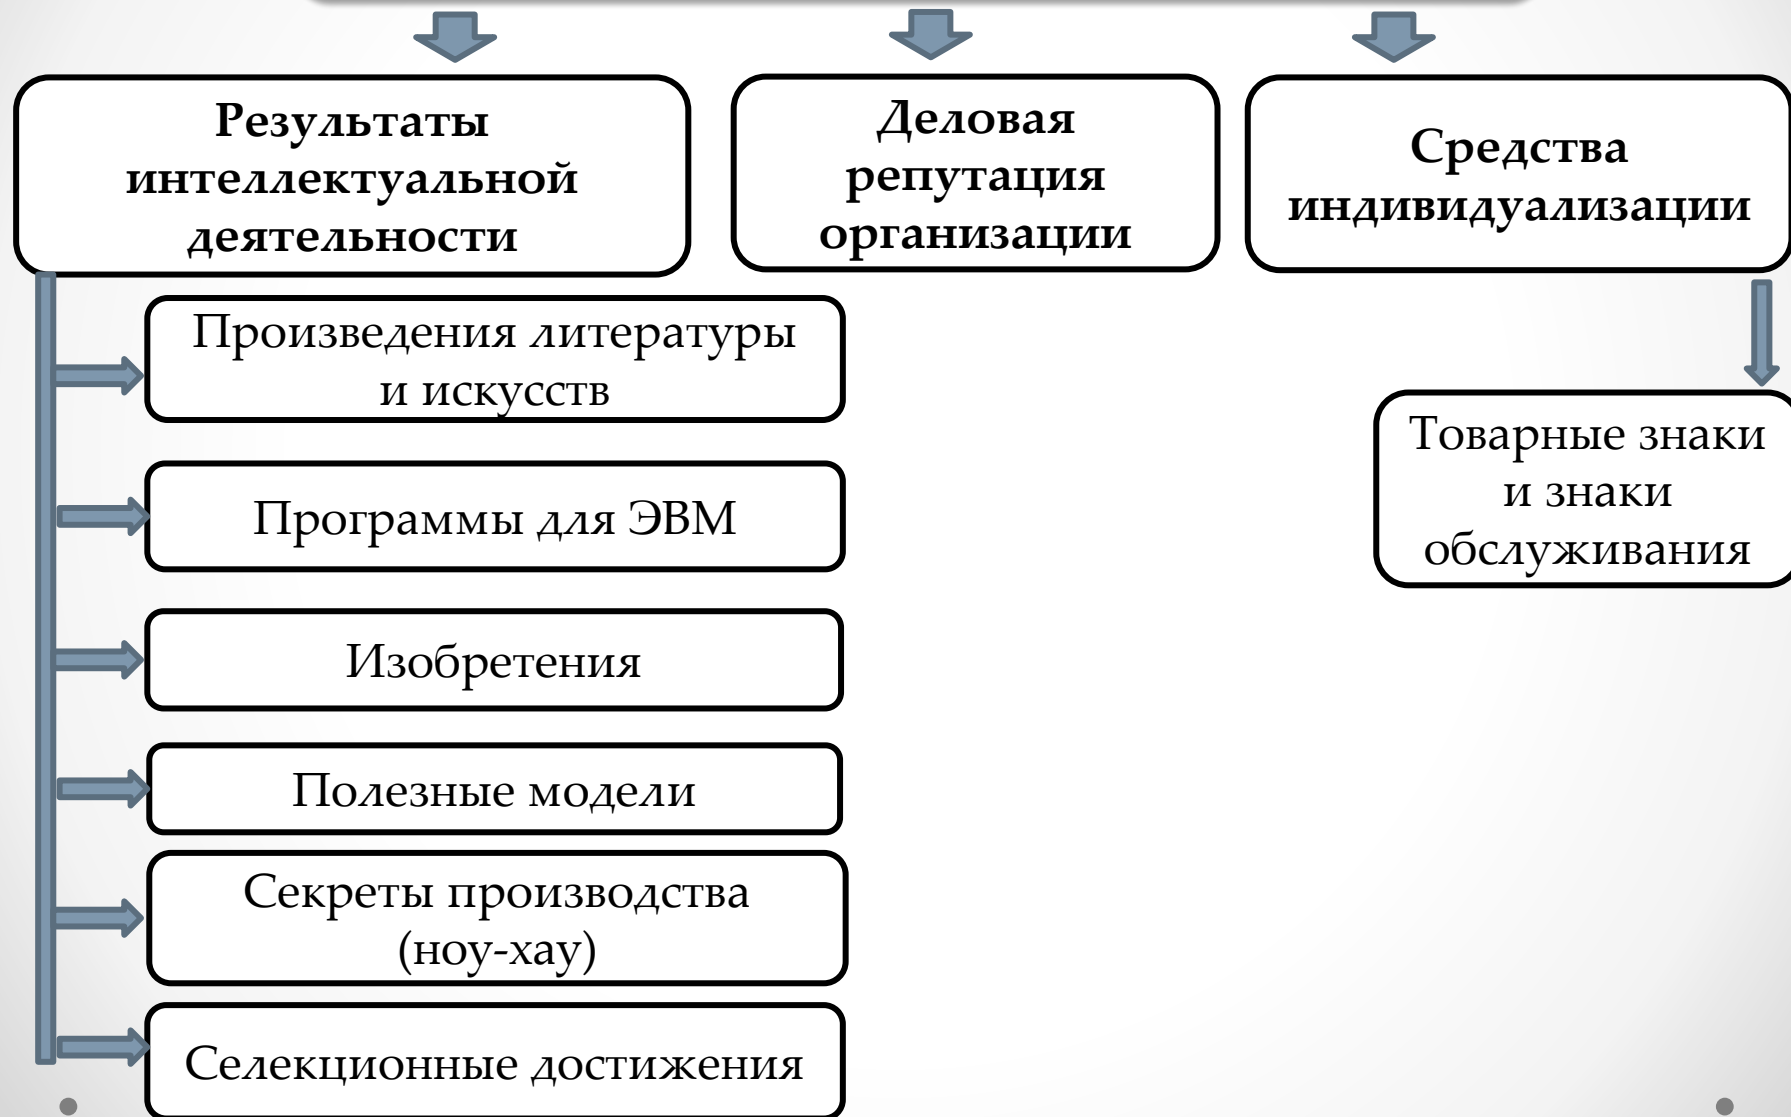 Результаты
интеллектуальной
деятельности
Деловая
репутация
организации
Средства
индивидуализации
Произведения литературы
и искусств
Программы для ЭВМ
Изобретения
Полезные модели
Секреты производства
(ноу-хау)
Селекционные достижения
Товарные знаки
и знаки
обслуживания